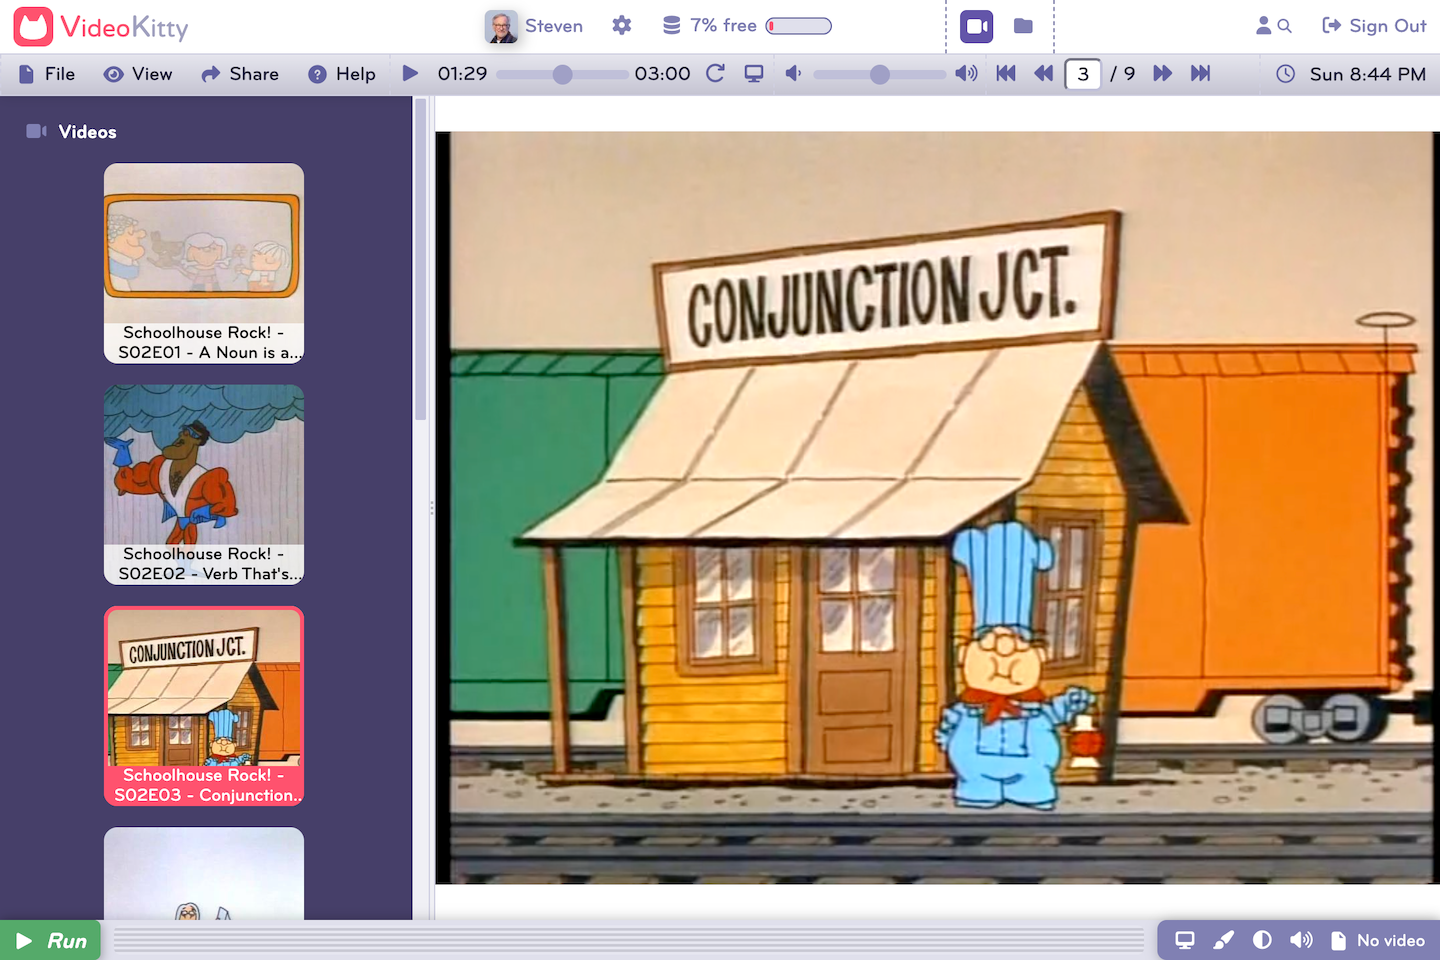 VideoKitty
Steven
7% free
Sign Out
File
View
Share
Help
01:29
03:00
3
/ 9
Sun 8:44 PM
Videos
Schoolhouse Rock! -
S02E01 - A Noun is a...
Schoolhouse Rock! -
S02E02 - Verb That's...
CONJUNCTION JCT.
Schoolhouse Rock! -
S02E03 - Conjunction...
CONJUNCTION JCT.
Run
No video